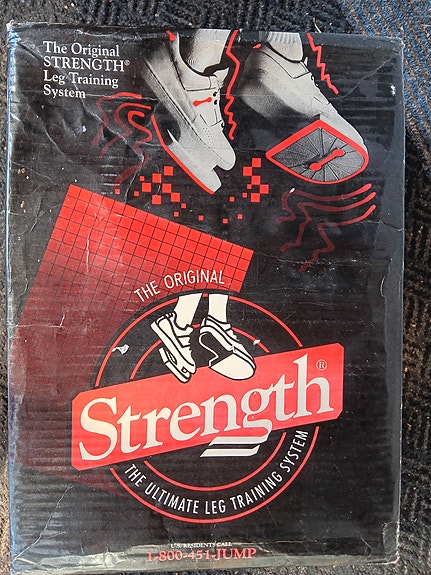 The Original
STRENGTH®
Leg Training
System
THE ORIGINAL
Strength®
THE ULTIMATE LEG TRAINING SYSTEM
U.S. RESIDENTS CALL
1-800-451-JUMP